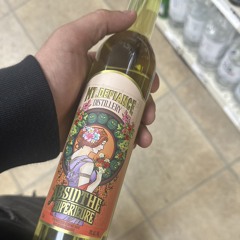 MT. DEFIANCE
DISTILLERY
ABSINTHE
SUPERIEURE